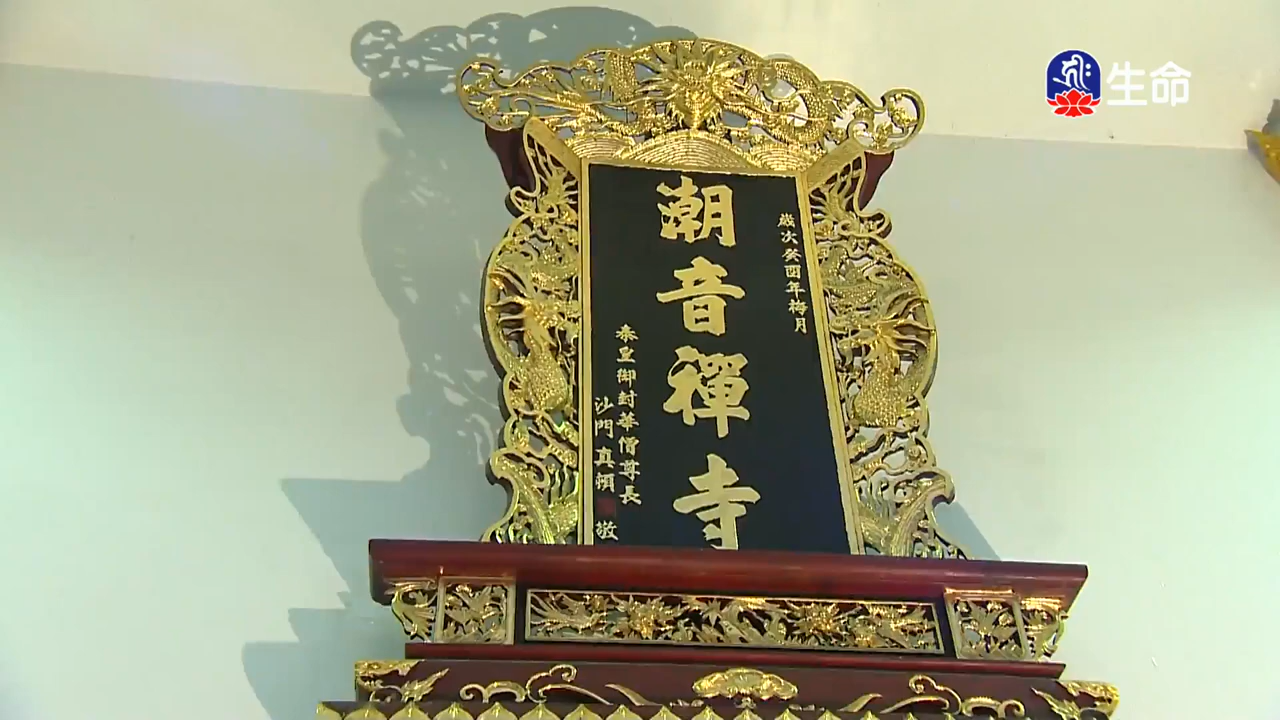 生命
歲次癸酉年梅月
潮音禪寺
泰皇御封華僧尊長
沙門真頓
敬